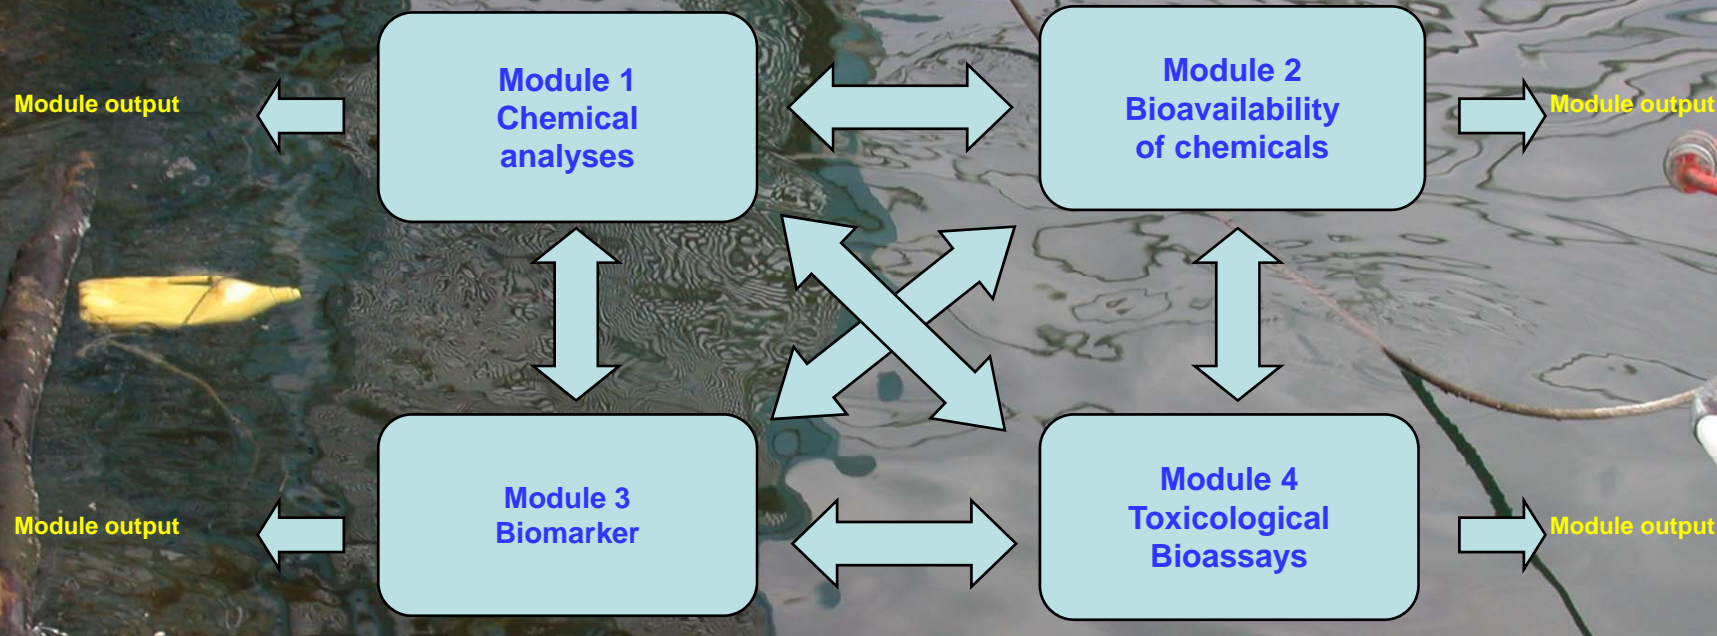 Module 1
Chemical
analyses
Module 2
Bioavailability
of chemicals
Module output
Module output
Module 3
Biomarker
Module 4
Toxicological
Bioassays
Module output
Module output